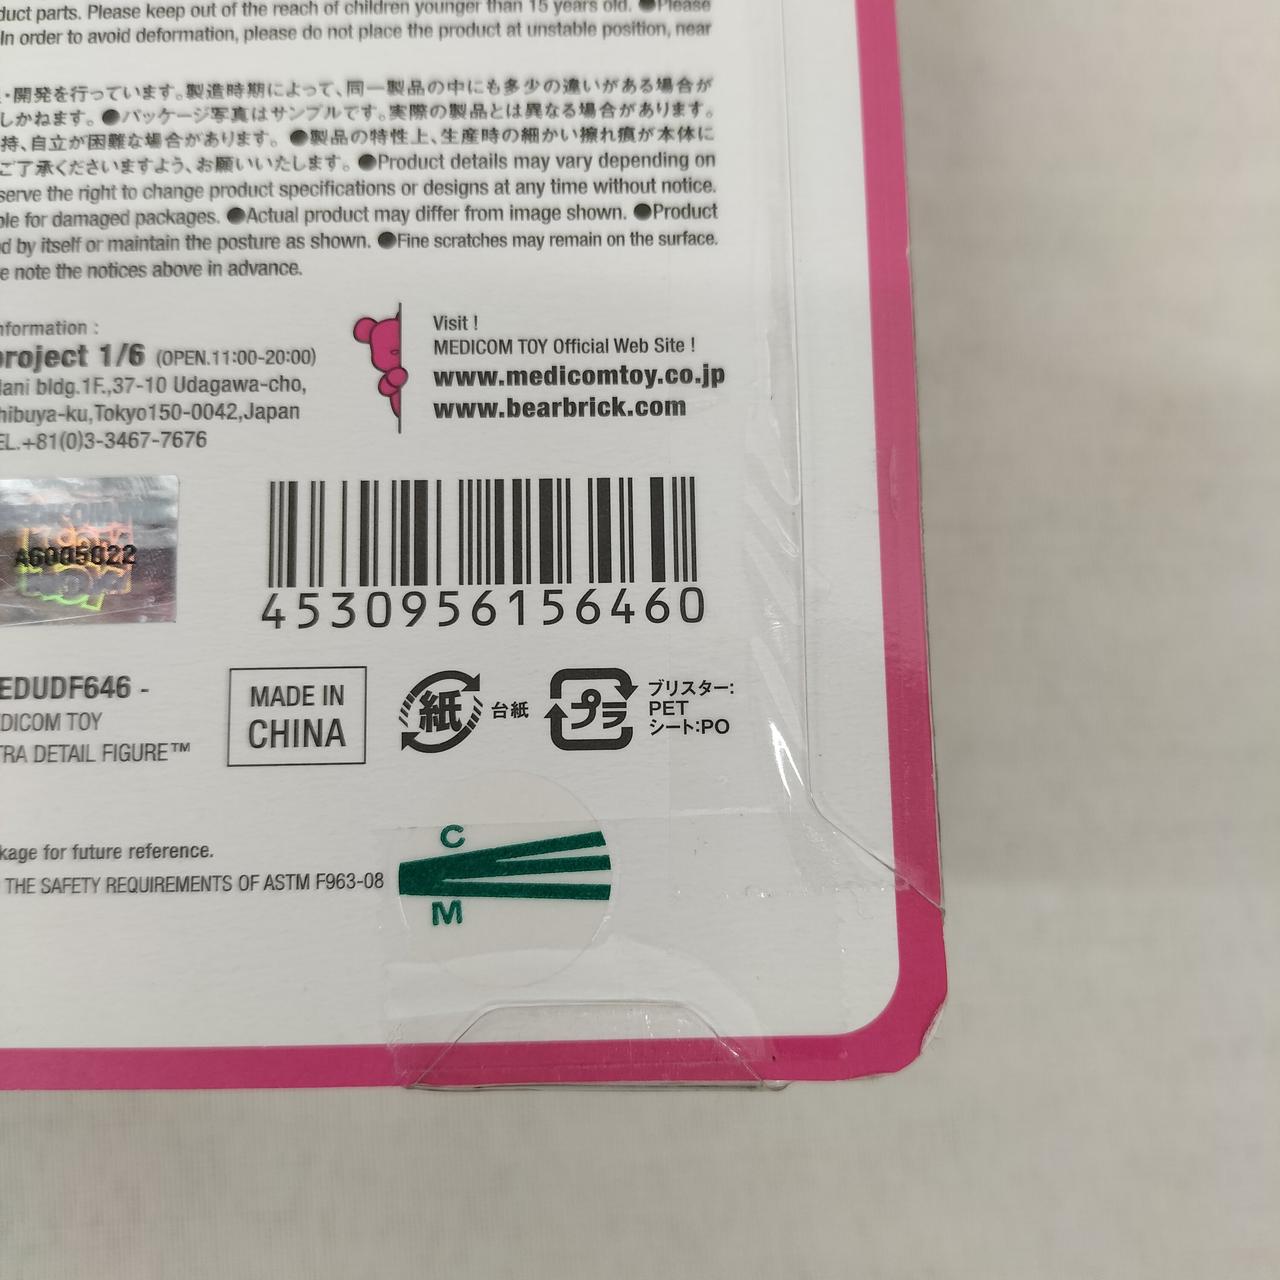 duct parts. Please keep out of the reach of children younger than 15 years old. ●Please
In order to avoid deformation, please do not place the product at unstable position, near
・開発を行っています。製造時期によって、同一製品の中にも多少の違いがある場合が
しかねます。●パッケージ写真はサンプルです。実際の製品とは異なる場合があります。
持、自立が困難な場合があります。●製品の特性上、生産時の細かい擦れ痕が本体に
ご了承くださいますよう、お願いいたします。●Product details may vary depending on
serve the right to change product specifications or designs at any time without notice.
ble for damaged packages. ●Actual product may differ from image shown. ●Product
d by itself or maintain the posture as shown. ●Fine scratches may remain on the surface.
e note the notices above in advance.
nformation :
project 1/6 (OPEN.11:00-20:00)
lani bldg.1F.,37-10 Udagawa-cho,
hibuya-ku,Tokyo150-0042,Japan
EL.+81(0)3-3467-7676
Visit !
MEDICOM TOY Official Web Site !
www.medicomtoy.co.jp
www.bearbrick.com
A6005022
4530956156460
EDUDF646 -
EDICOM TOY
TRA DETAIL FIGURE™
MADE IN
CHINA
紙
台紙
プラ
ブリスター:
PET
シート:PO
kage for future reference.
THE SAFETY REQUIREMENTS OF ASTM F963-08
C
M